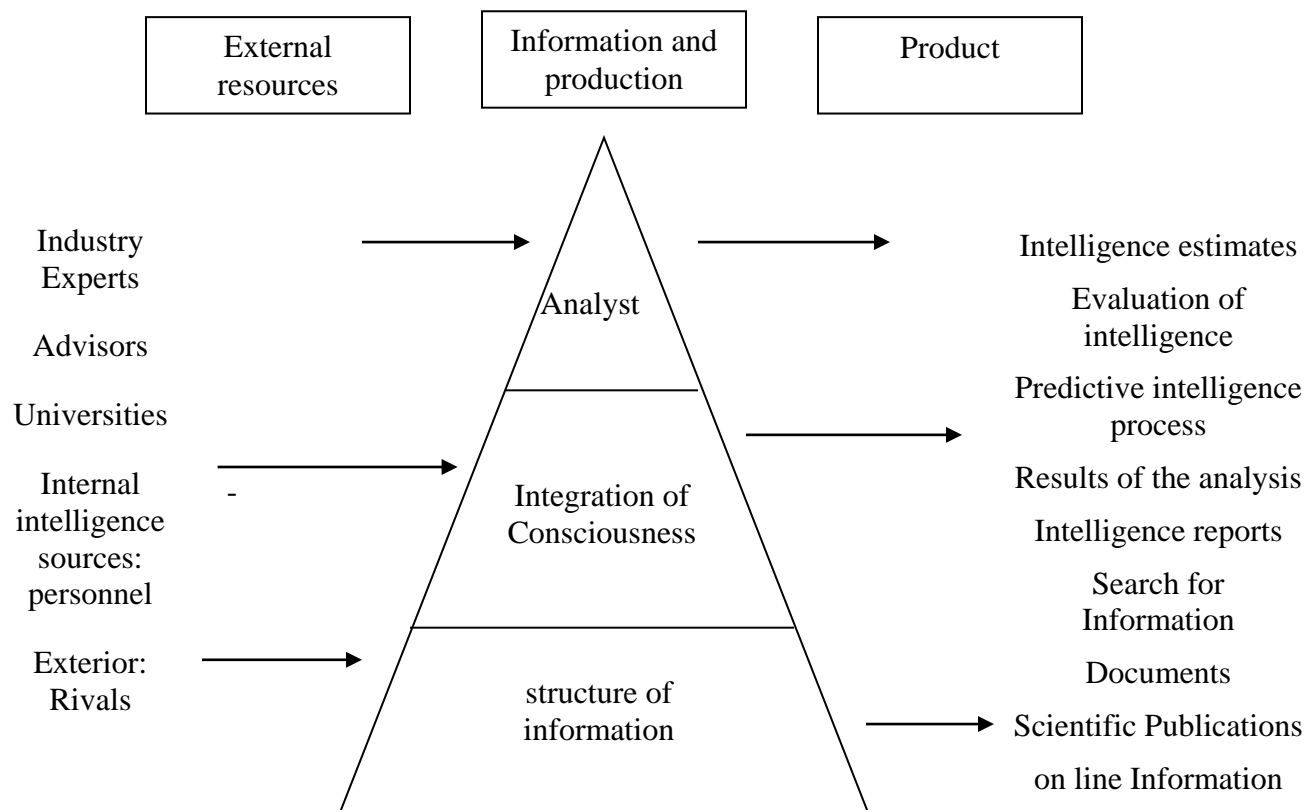 External
resources
Information and
production
Product
Industry
Experts
Advisors
Universities
Internal
intelligence
sources:
personnel
Exterior:
Rivals
-
Analyst
Integration of
Consciousness
structure of
information
Intelligence estimates
Evaluation of
intelligence
Predictive intelligence
process
Results of the analysis
Intelligence reports
Search for
Information
Documents
Scientific Publications
on line Information